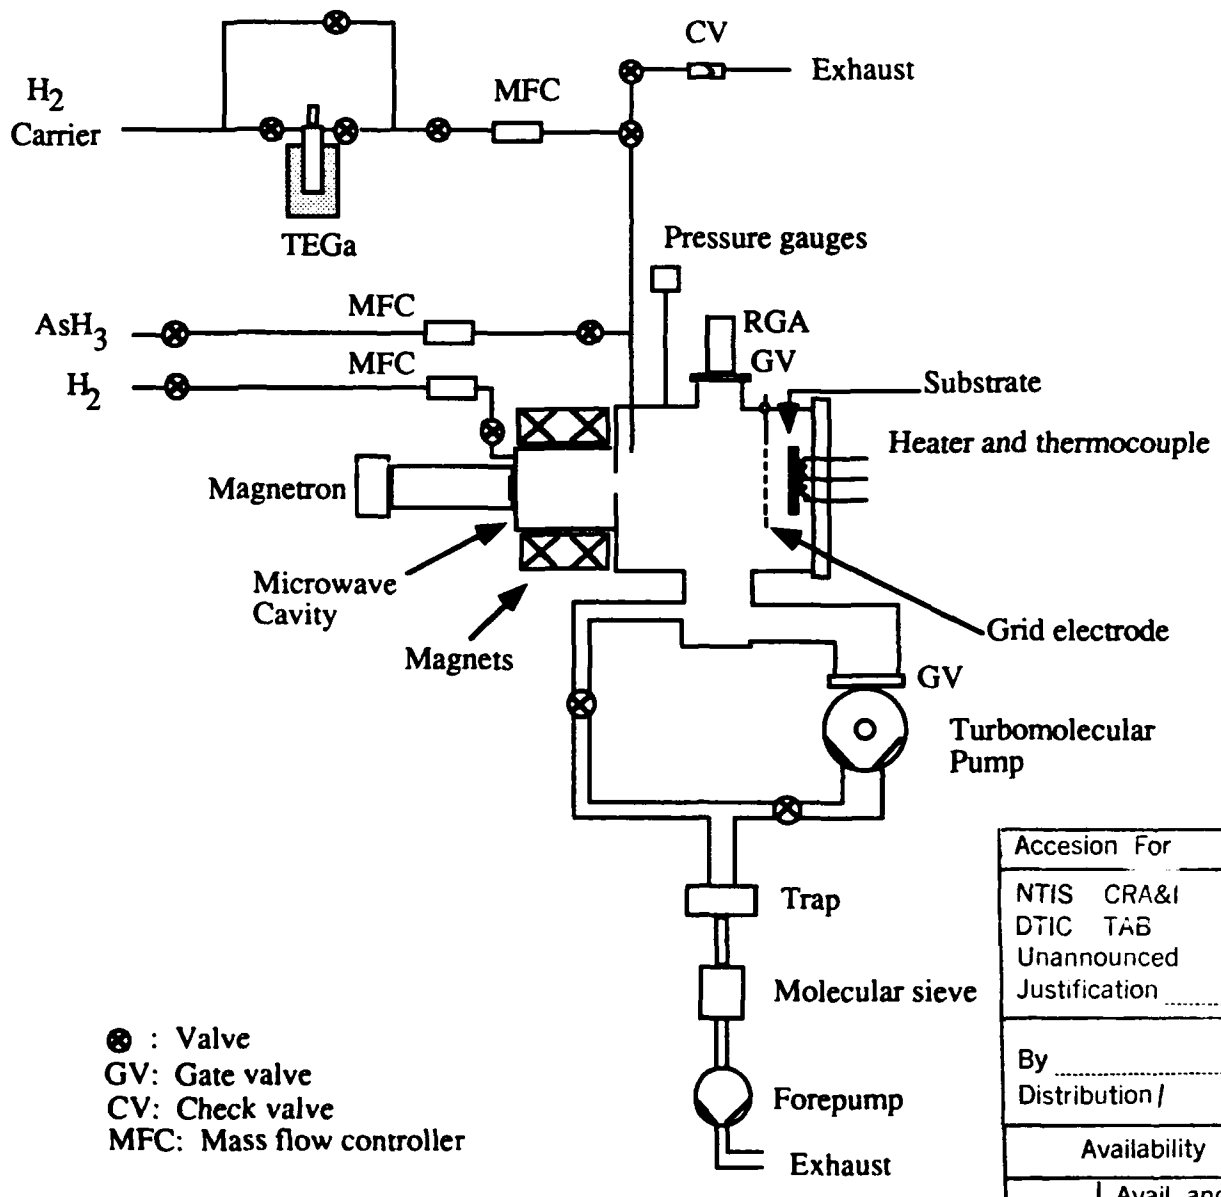 CV
Exhaust
H2
Carrier
MFC
TEGa
Pressure gauges
AsH3
MFC
RGA
GV
H2
MFC
Substrate
Heater and thermocouple
Magnetron
Microwave
Cavity
Magnets
Grid electrode
GV
Turbomolecular
Pump
Trap
Molecular sieve
Forepump
Exhaust
⊗ : Valve
GV: Gate valve
CV: Check valve
MFC: Mass flow controller
Accesion For
NTIS CRA&I
DTIC TAB
Unannounced
Justification
By
Distribution /
Availability
Avail and